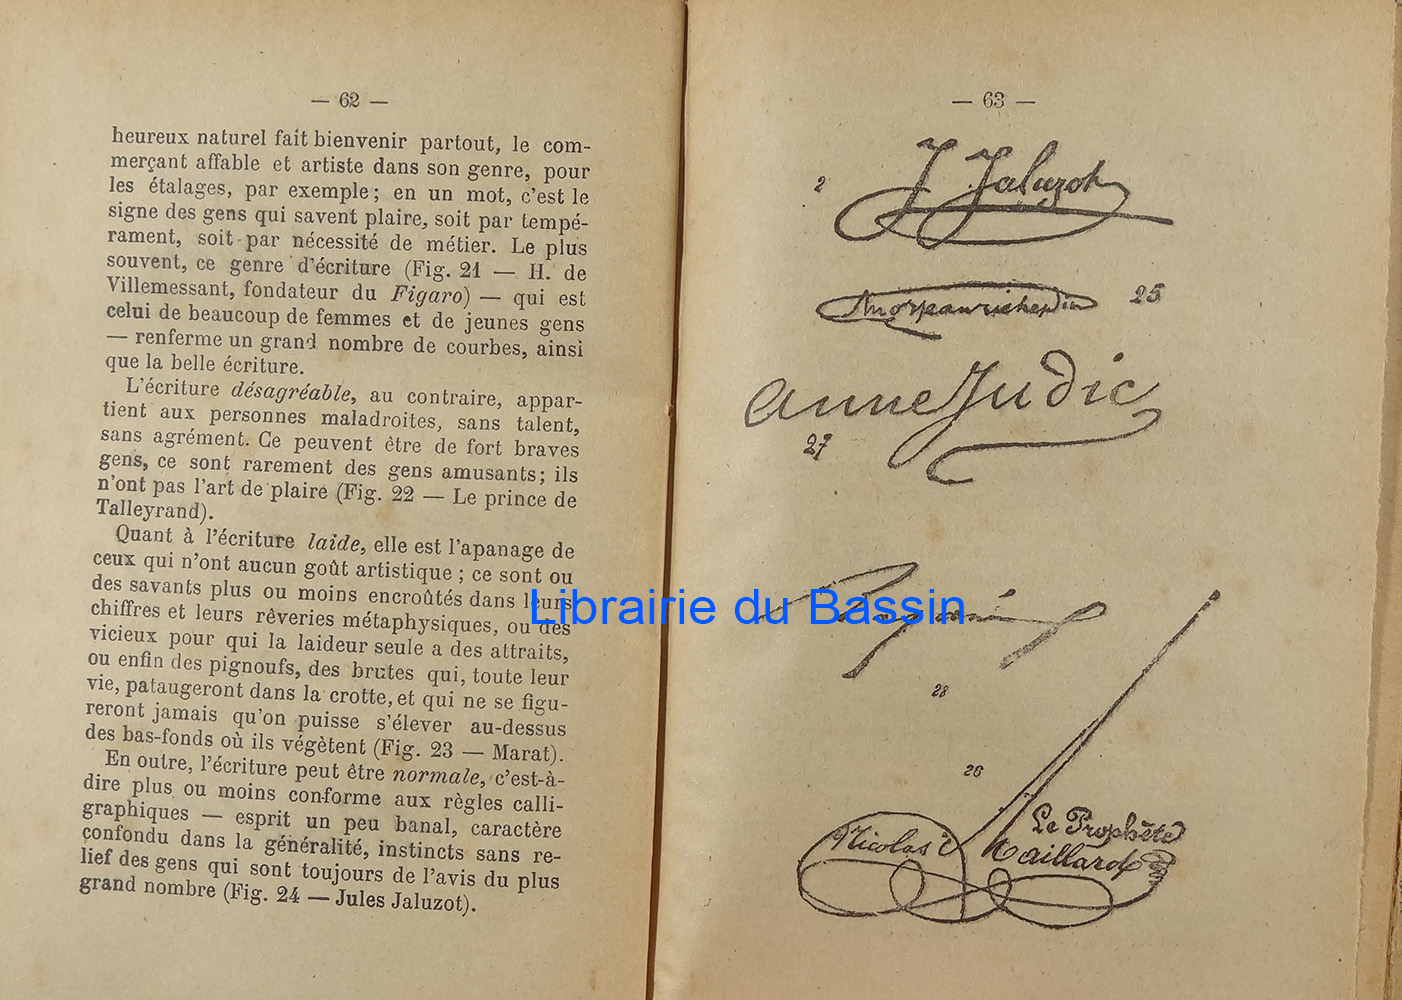 — 62 —
heureux naturel fait bienvenir partout, le com-
merçant affable et artiste dans son genre, pour
les étalages, par exemple ; en un mot, c'est le
signe des gens qui savent plaire, soit par tempé-
rament, soit par nécessité de métier. Le plus
souvent, ce genre d'écriture (Fig. 21 — H. de
Villemessant, fondateur du Figaro) — qui est
celui de beaucoup de femmes et de jeunes gens
— renferme un grand nombre de courbes, ainsi
que la belle écriture.
L'écriture désagréable, au contraire, appar-
tient aux personnes maladroites, sans talent,
sans agrément. Ce peuvent être de fort braves
gens, ce sont rarement des gens amusants ; ils
n'ont pas l'art de plaire (Fig. 22 — Le prince de
Talleyrand).
Quant à l'écriture laide, elle est l'apanage de
ceux qui n'ont aucun goût artistique ; ce sont ou
des savants plus ou moins encroûtés dans leurs
chiffres et leurs rêveries métaphysiques, ou des
vicieux pour qui la laideur seule a des attraits,
ou enfin des pignoufs, des brutes qui, toute leur
vie, pataugeront dans la crotte, et qui ne se figu-
reront jamais qu'on puisse s'élever au-dessus
des bas-fonds où ils végètent (Fig. 23 — Marat).
En outre, l'écriture peut être normale, c'est-à-
dire plus ou moins conforme aux règles calli-
graphiques — esprit un peu banal, caractère
confondu dans la généralité, instincts sans re-
lief des gens qui sont toujours de l'avis du plus
grand nombre (Fig. 24 — Jules Jaluzot).
— 63 —
2
J Jaluzot
25
Anne Judic
27
28
26
Nicolas
Le Prophète
Taillard
Librairie du Bassin